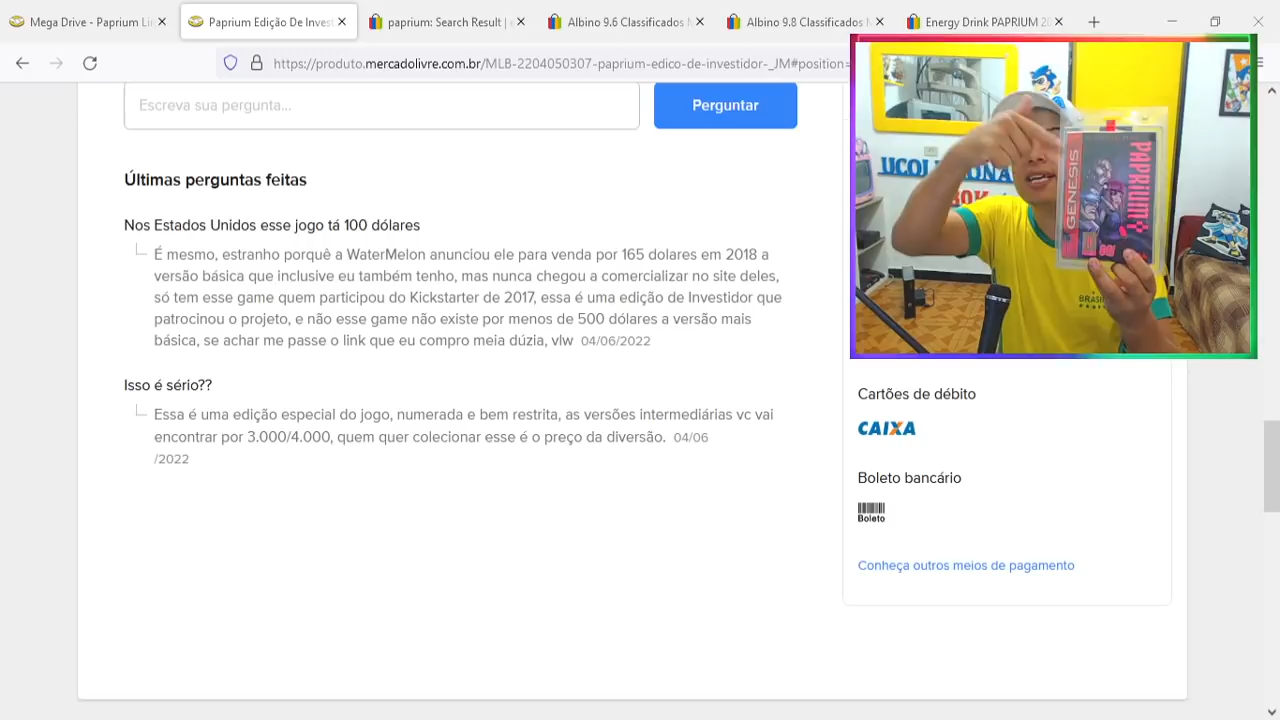 Mega Drive - Paprium Li
Paprium Edição De Invest
paprium: Search Result | e
Albino 9.6 Classificados M
Albino 9.8 Classificados M
Energy Drink PAPRIUM 20
https://produto.mercadolivre.com.br/MLB-2204050307-paprium-edico-de-investidor-_JM#position=
Escreva sua pergunta...
Perguntar
Últimas perguntas feitas
Nos Estados Unidos esse jogo tá 100 dólares
É mesmo, estranho porquê a WaterMelon anunciou ele para venda por 165 dolares em 2018 a
versão básica que inclusive eu também tenho, mas nunca chegou a comercializar no site deles,
só tem esse game quem participou do Kickstarter de 2017, essa é uma edição de Investidor que
patrocinou o projeto, e não esse game não existe por menos de 500 dólares a versão mais
básica, se achar me passe o link que eu compro meia dúzia, vlw 04/06/2022
Isso é sério??
Essa é uma edição especial do jogo, numerada e bem restrita, as versões intermediárias vc vai
encontrar por 3.000/4.000, quem quer colecionar esse é o preço da diversão. 04/06
/2022
GENESIS
PAPRIUM
BRASIL
Cartões de débito
CAIXA
Boleto bancário
Boleto
Conheça outros meios de pagamento